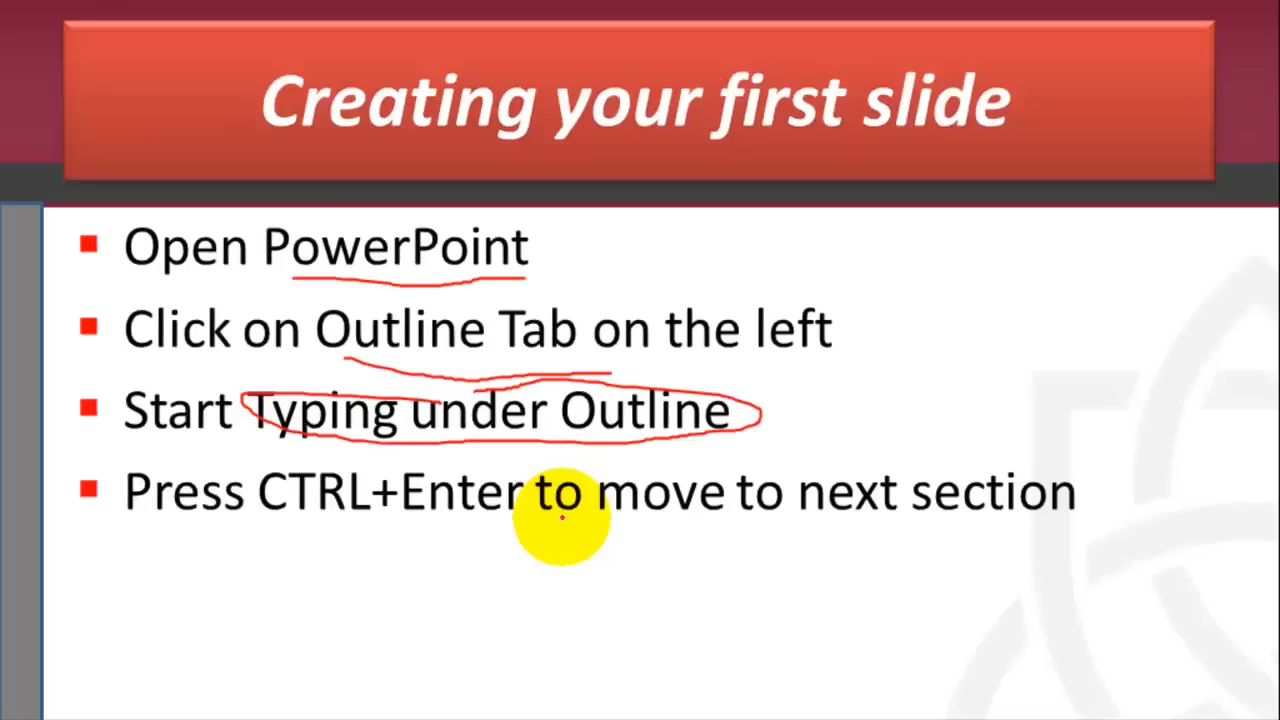 Creating your first slide
Open PowerPoint
Click on Outline Tab on the left
Start Typing under Outline
Press CTRL+Enter to move to next section